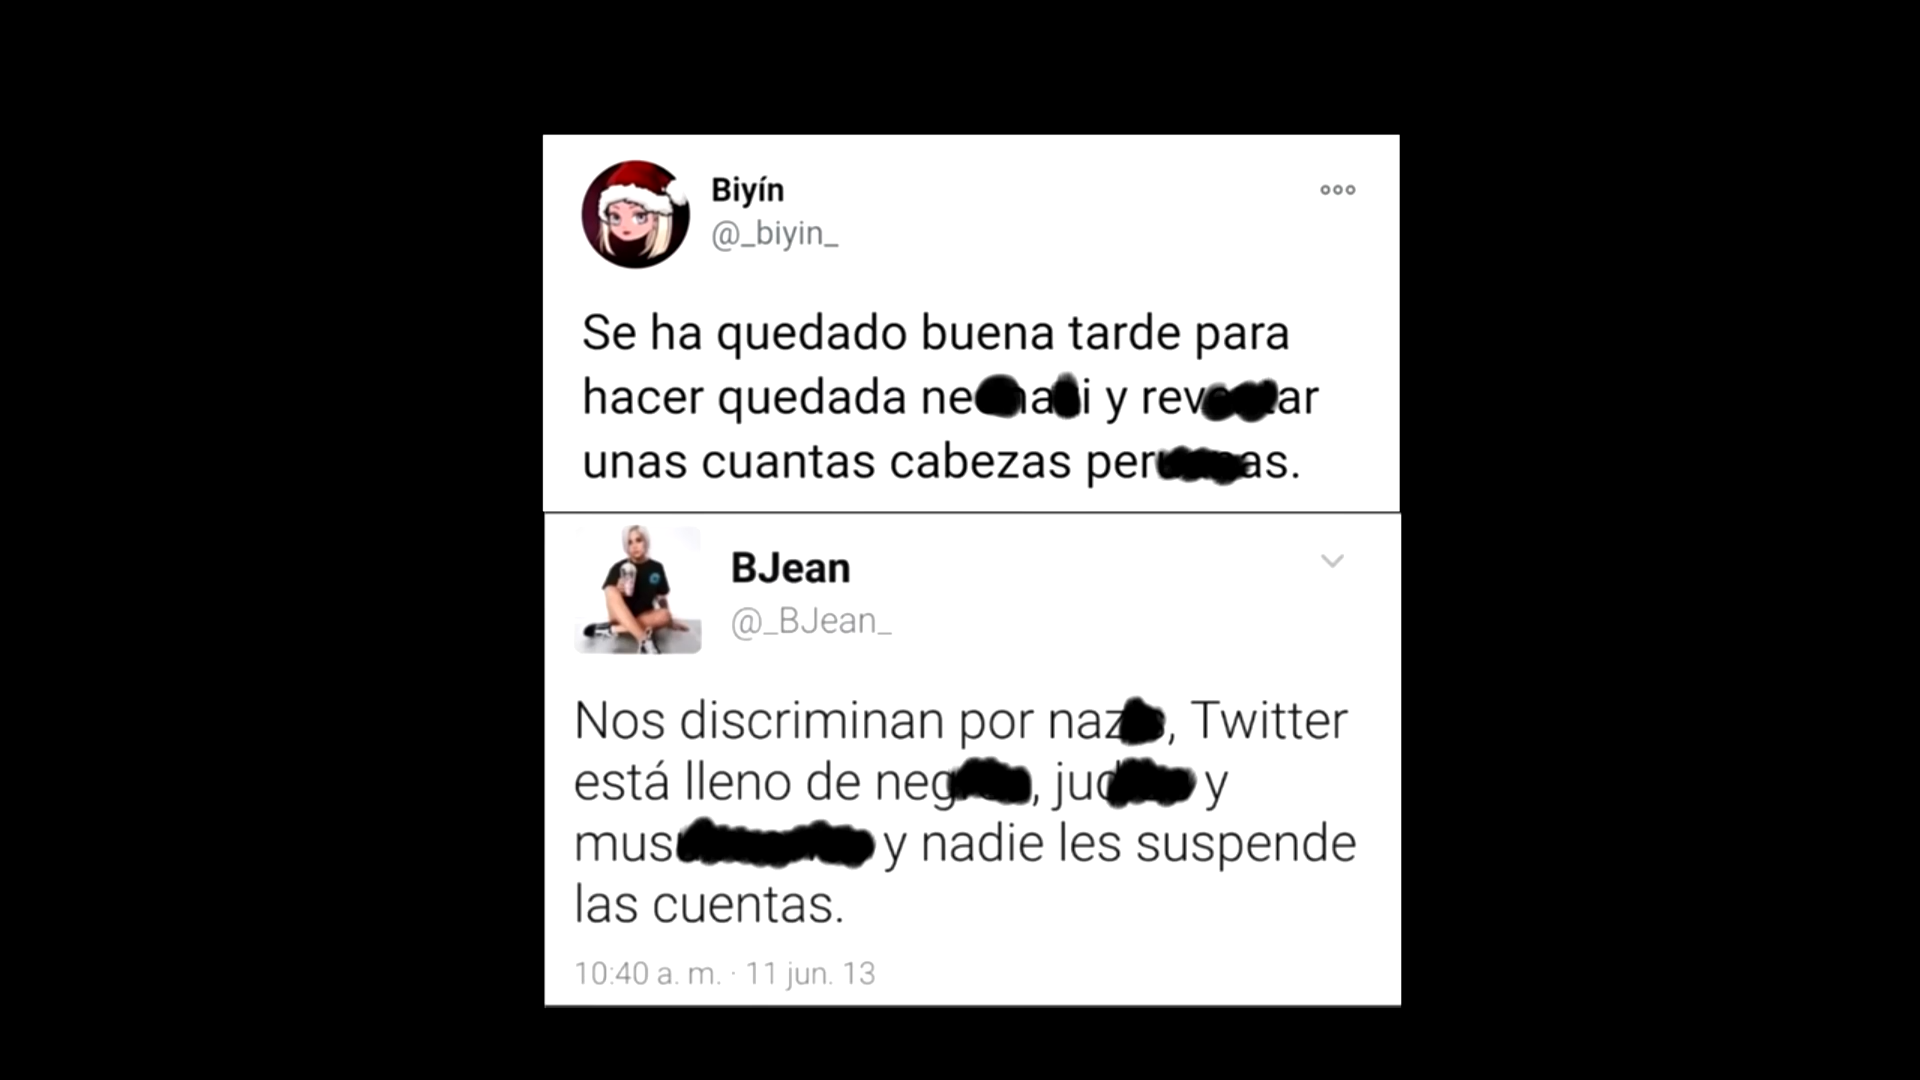 Biyín
@_biyin_
Se ha quedado buena tarde para
hacer quedada y
unas cuantas cabezas
BJean
@_BJean_
Nos discriminan por Twitter
está lleno de
y nadie les suspende
las cuentas.
10:40 a. m. · 11 jun. 13